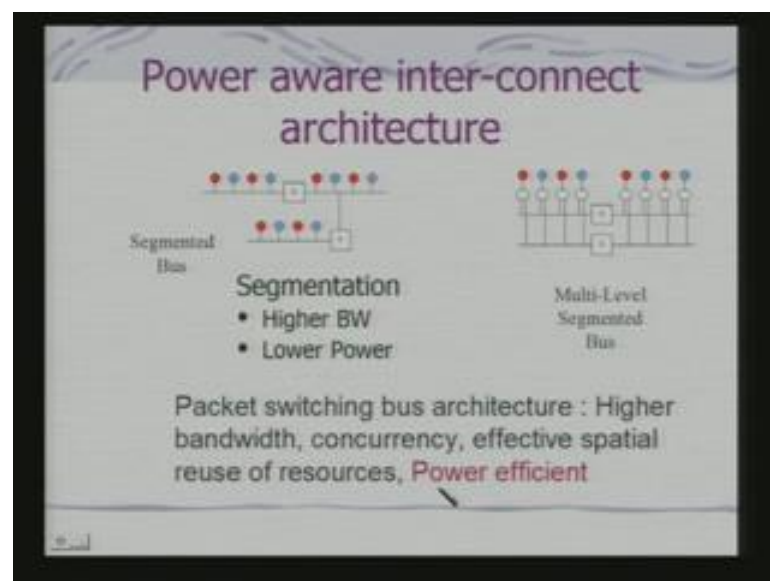 Power aware inter-connect
architecture
Segmented
Bus
Segmentation
• Higher BW
• Lower Power
Multi-Level
Segmented
Bus
Packet switching bus architecture : Higher
bandwidth, concurrency, effective spatial
reuse of resources, Power efficient